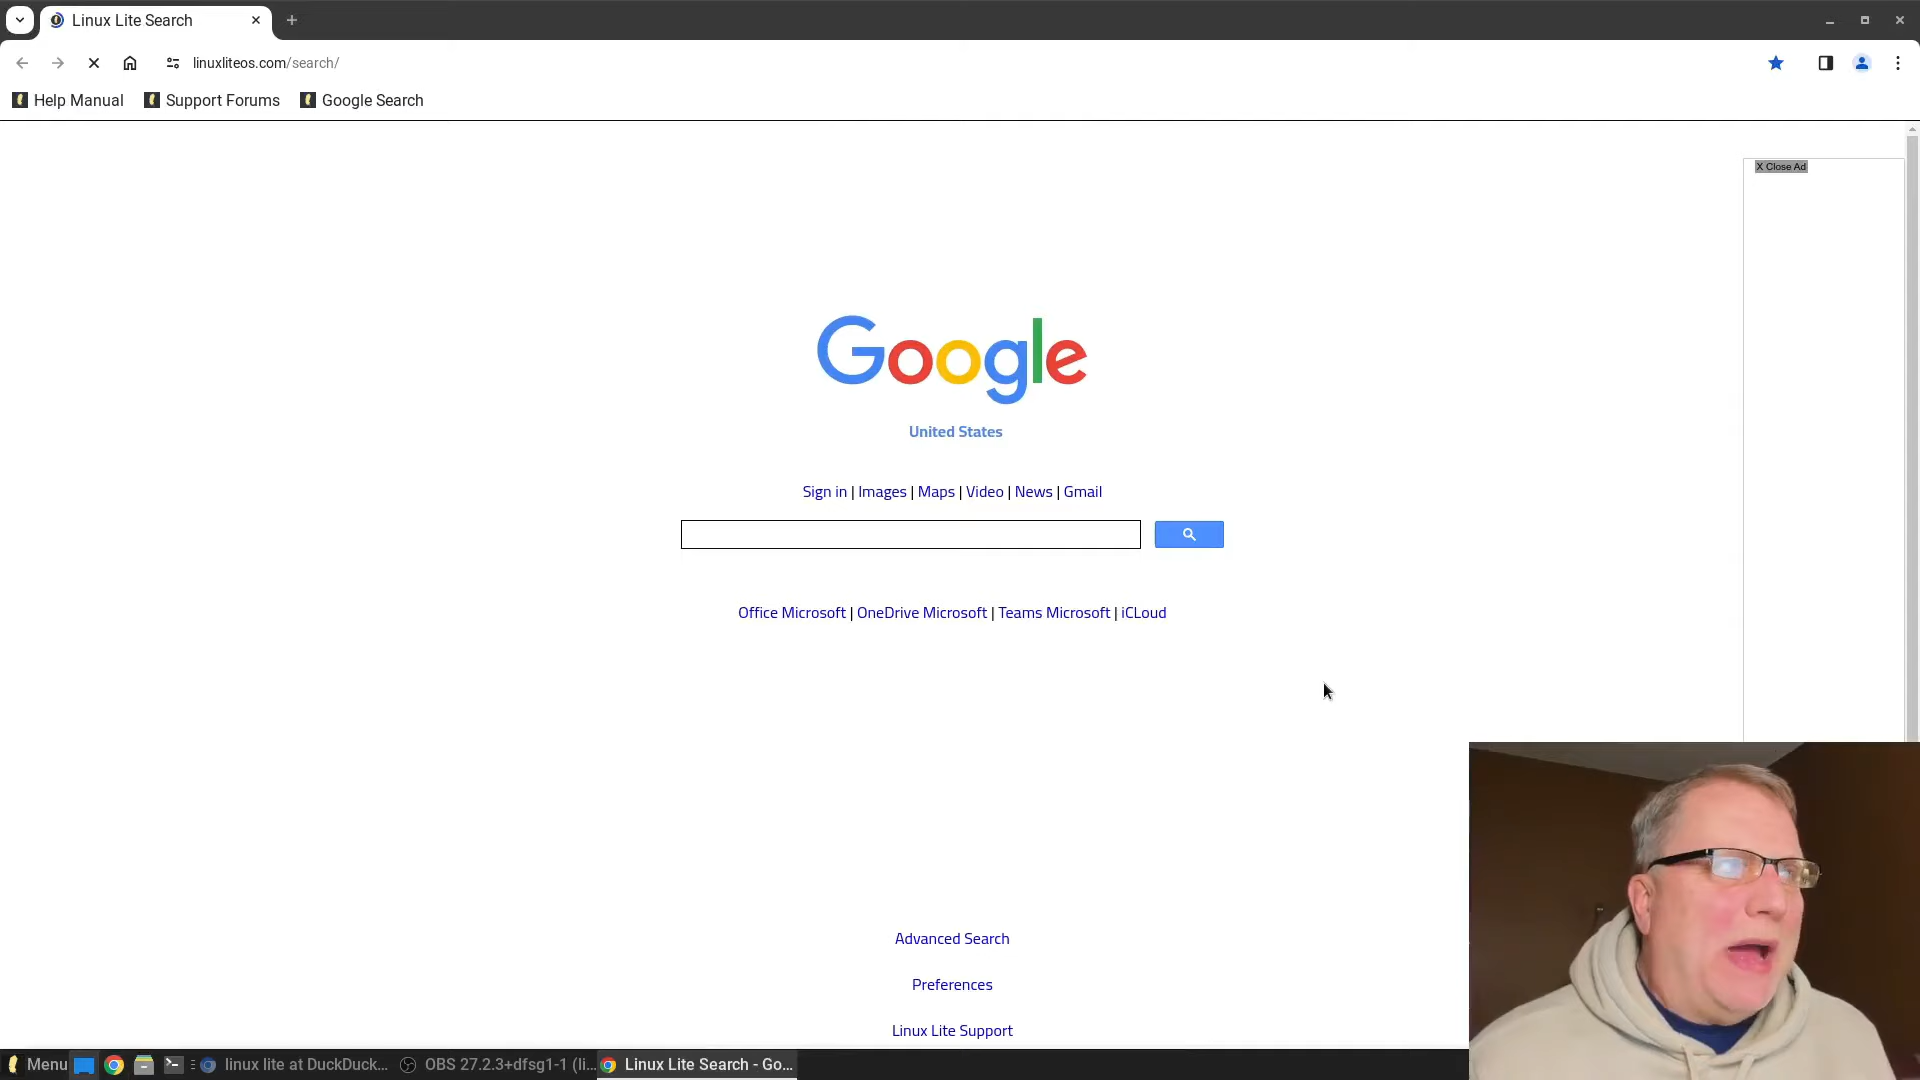 Linux Lite Search
linuxliteos.com/search/
Help Manual
Support Forums
Google Search
X Close Ad
Google
United States
Sign in | Images | Maps | Video | News | Gmail
Office Microsoft | OneDrive Microsoft | Teams Microsoft | iCloud
Advanced Search
Preferences
Linux Lite Support
Menu
linux lite at DuckDuck...
OBS 27.2.3+dfsg1-1 (li...
Linux Lite Search - Go...